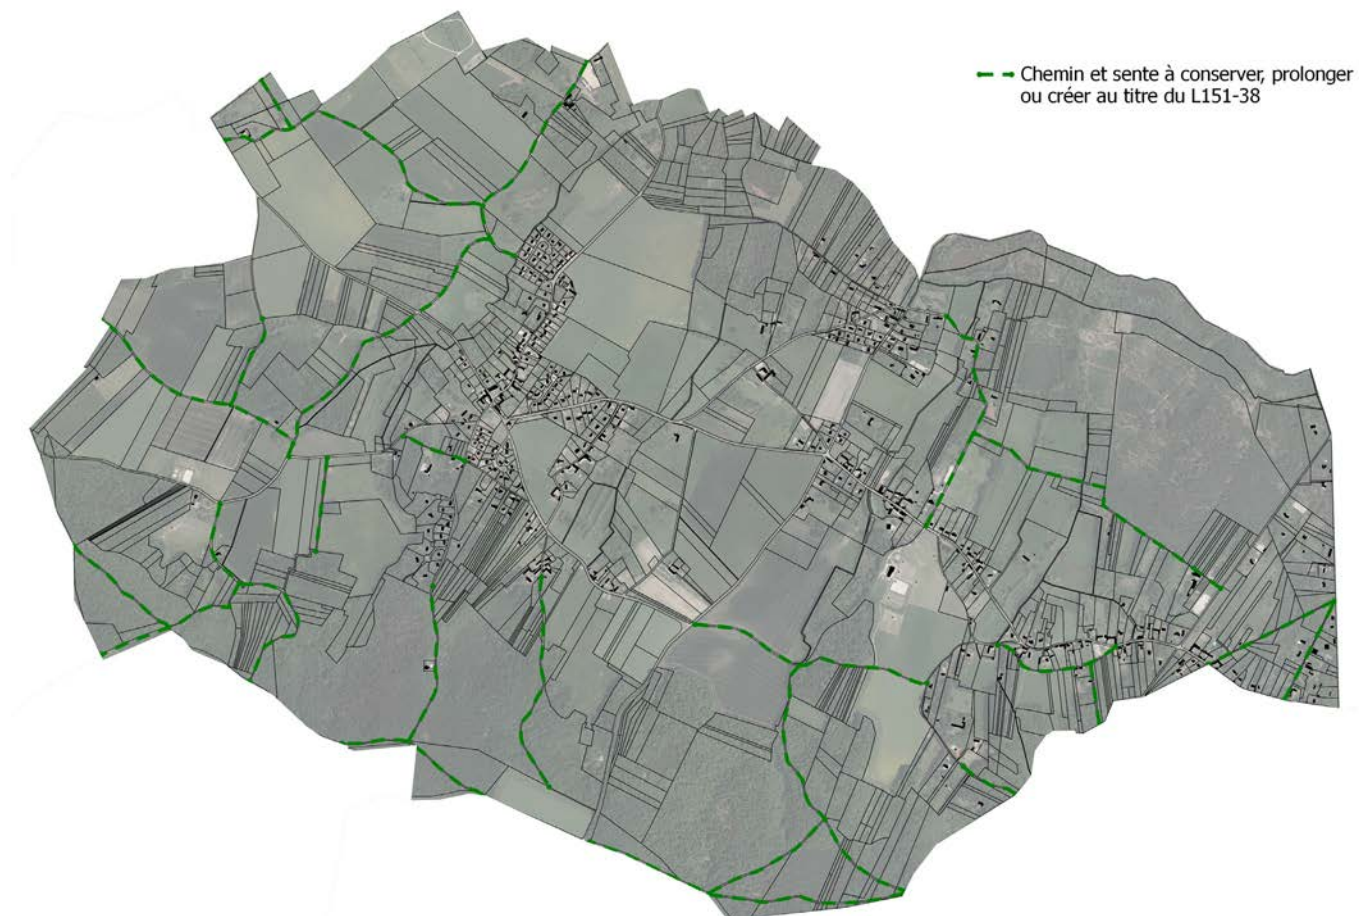 Chemin et sente à conserver, prolonger
ou créer au titre du L151-38